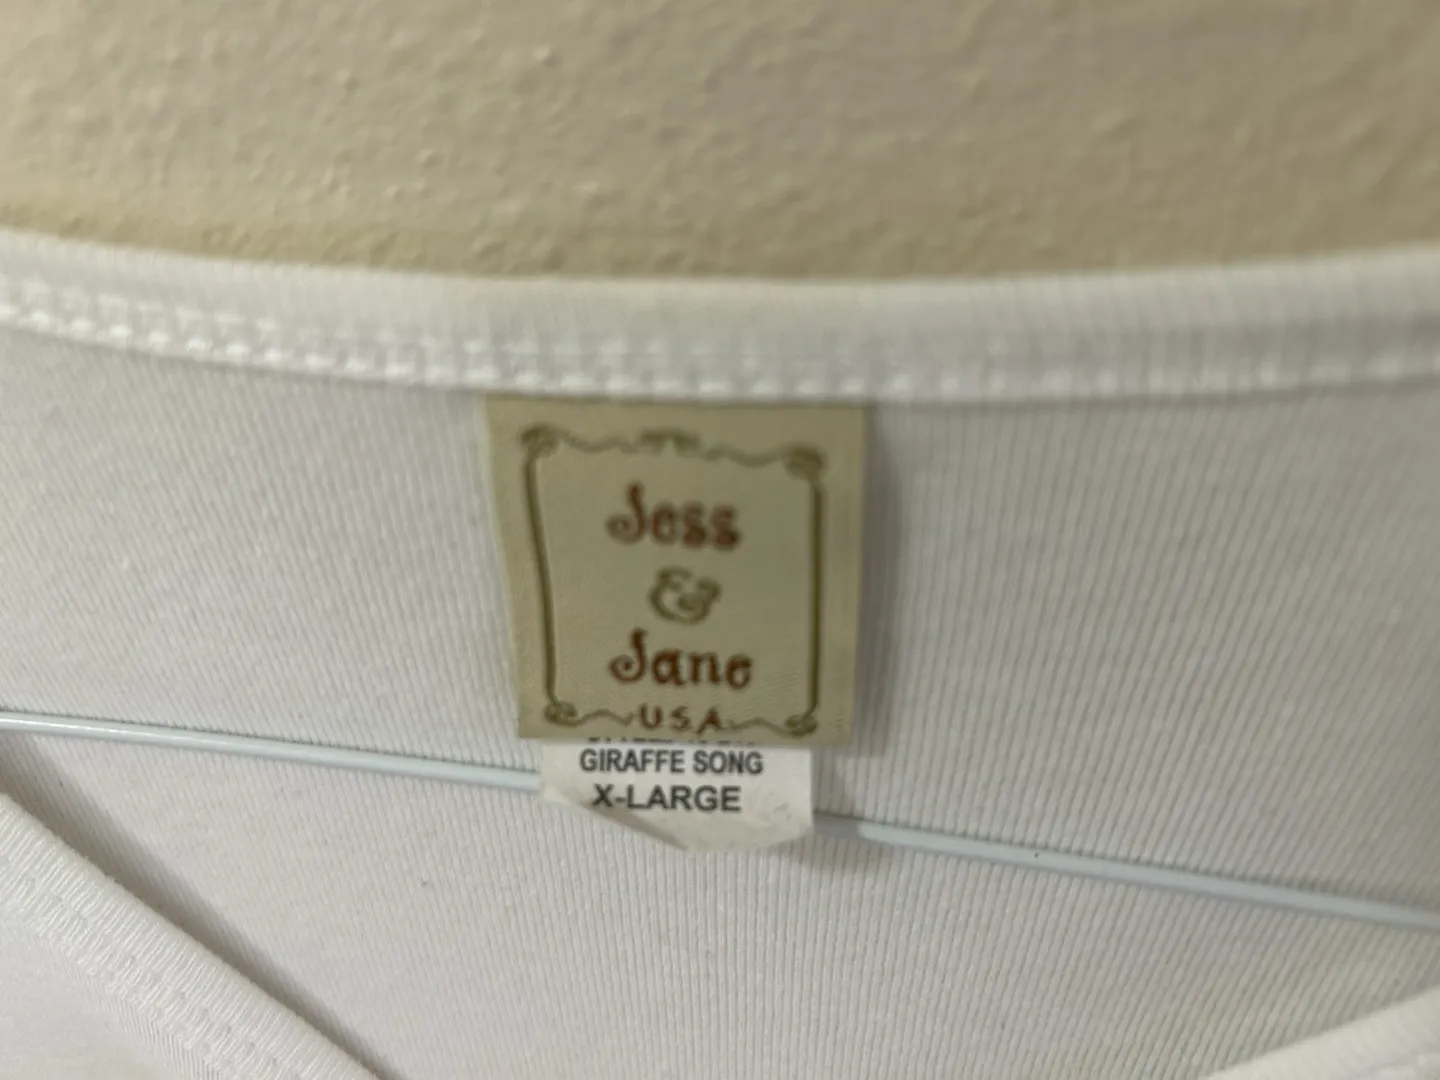 Jess
&
Jane
U.S.A.
GIRAFFE SONG
X-LARGE